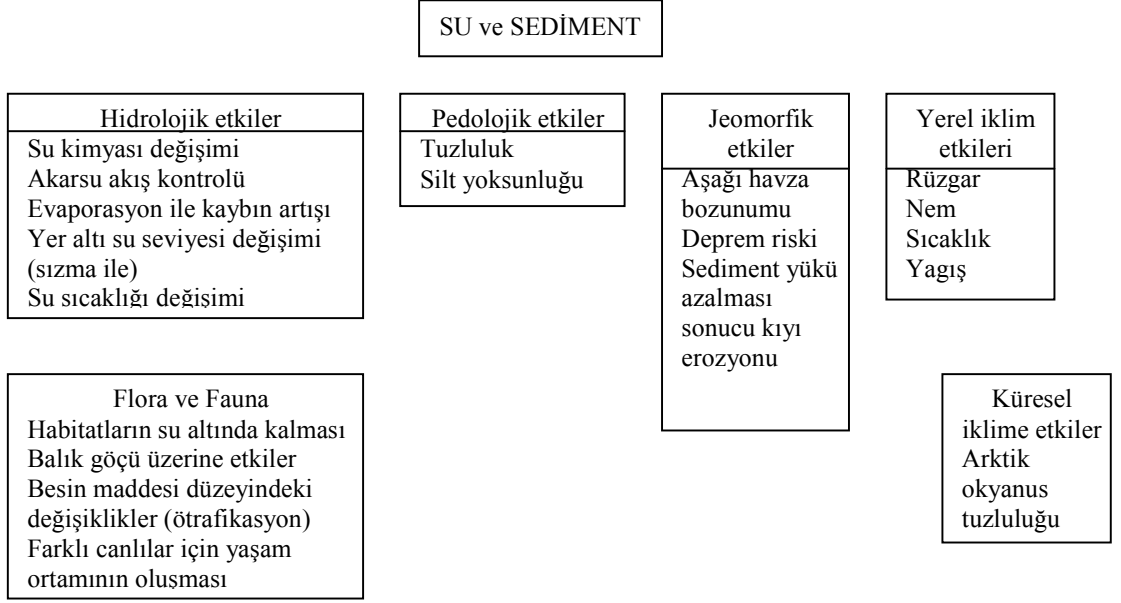 SU ve SEDİMENT
Hidrolojik etkiler
Su kimyası değişimi
Akarsu akış kontrolü
Evaporasyon ile kaybın artışı
Yer altı su seviyesi değişimi
(sızma ile)
Su sıcaklığı değişimi
Pedolojik etkiler
Tuzluluk
Silt yoksunluğu
Jeomorfik
etkiler
Aşağı havza
bozunumu
Deprem riski
Sediment yükü
azalması
sonucu kıyı
erozyonu
Yerel iklim
etkileri
Rüzgar
Nem
Sıcaklık
Yagış
Flora ve Fauna
Habitatların su altında kalması
Balık göçü üzerine etkiler
Besin maddesi düzeyindeki
değişiklikler (ötrafikasyon)
Farklı canlılar için yaşam
ortamının oluşması
Küresel
iklime etkiler
Arktik
okyanus
tuzluluğu